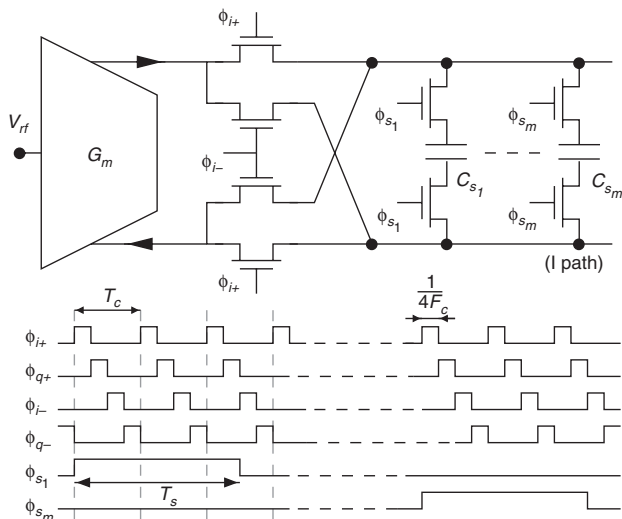 ϕi+
Vrf
Gm
ϕi−
ϕs1
ϕsm
Cs1
Csm
ϕs1
ϕsm
ϕi+
(I path)
Tc
1/4Fc
ϕi+
ϕq+
ϕi−
ϕq−
ϕs1
Ts
ϕsm